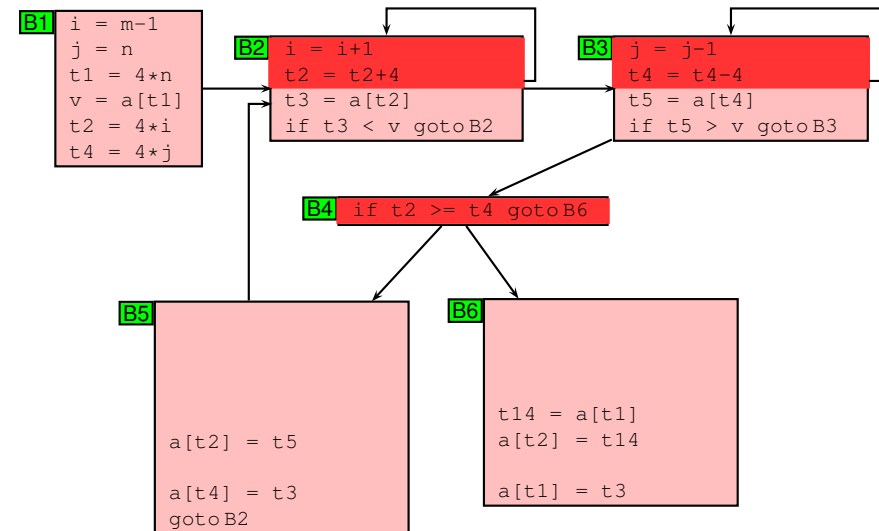 B1
i = m-1
j = n
t1 = 4*n
v = a[t1]
t2 = 4*i
t4 = 4*j
B2
i = i+1
t2 = t2+4
t3 = a[t2]
if t3 < v goto B2
B3
j = j-1
t4 = t4-4
t5 = a[t4]
if t5 > v goto B3
B4
if t2 >= t4 goto B6
B5
a[t2] = t5
a[t4] = t3
goto B2
B6
t14 = a[t1]
a[t2] = t14
a[t1] = t3